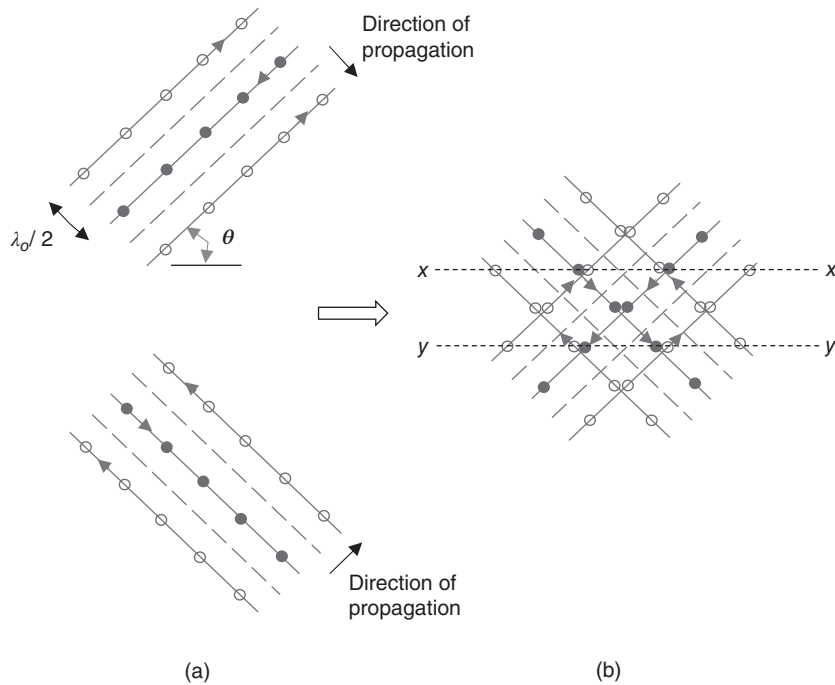 Direction of
propagation
λo/ 2
θ
x
x
y
y
Direction of
propagation
(a)
(b)